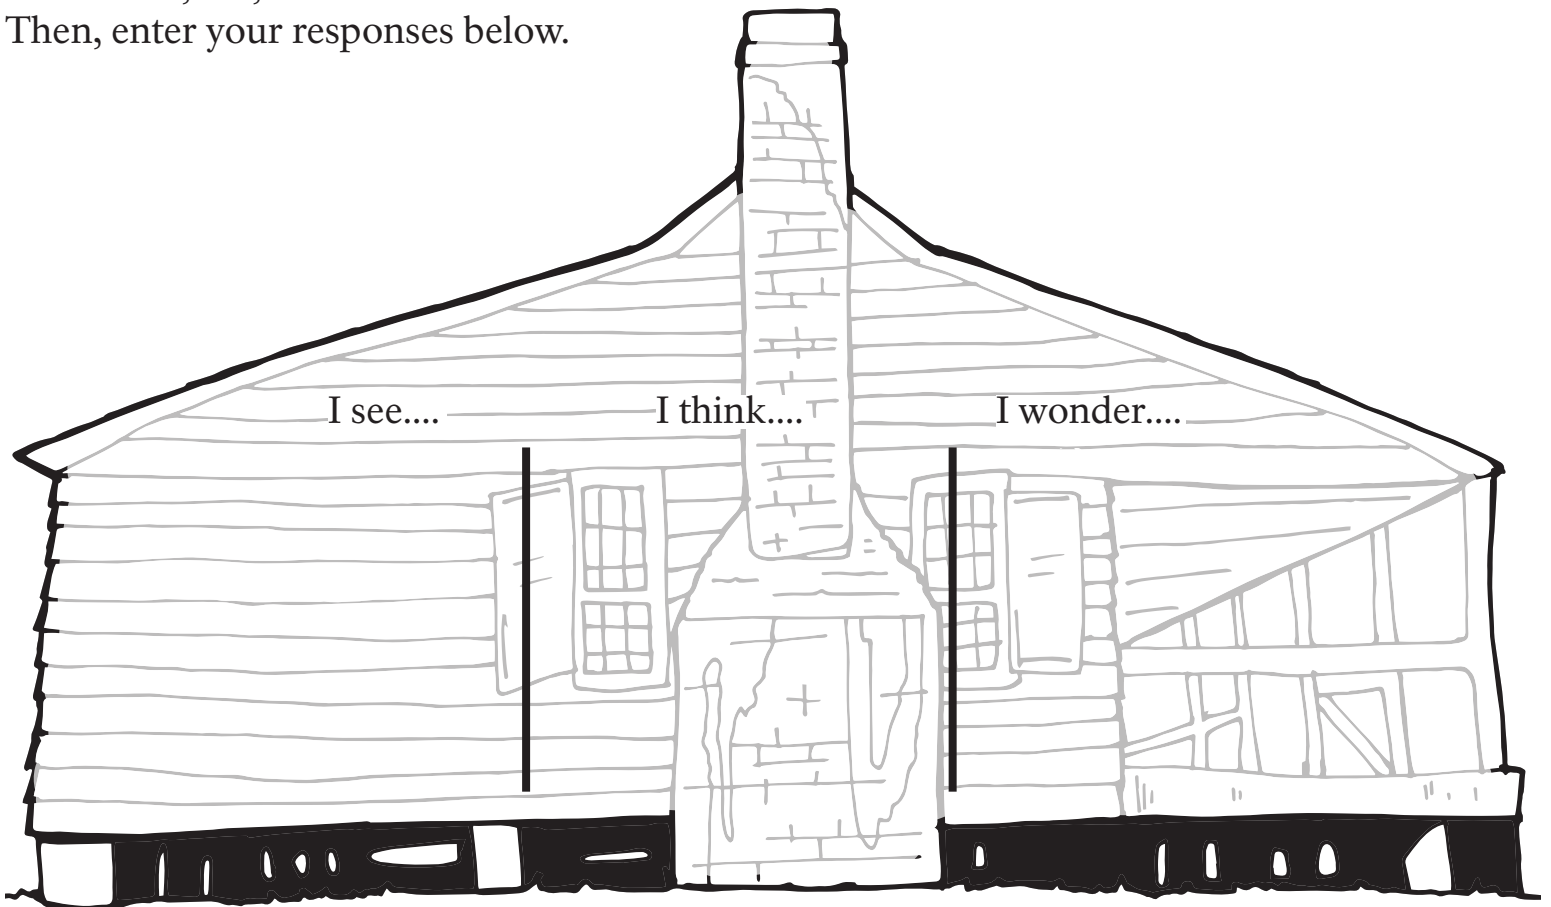 Then, enter your responses below.
I see.... I think.... I wonder....